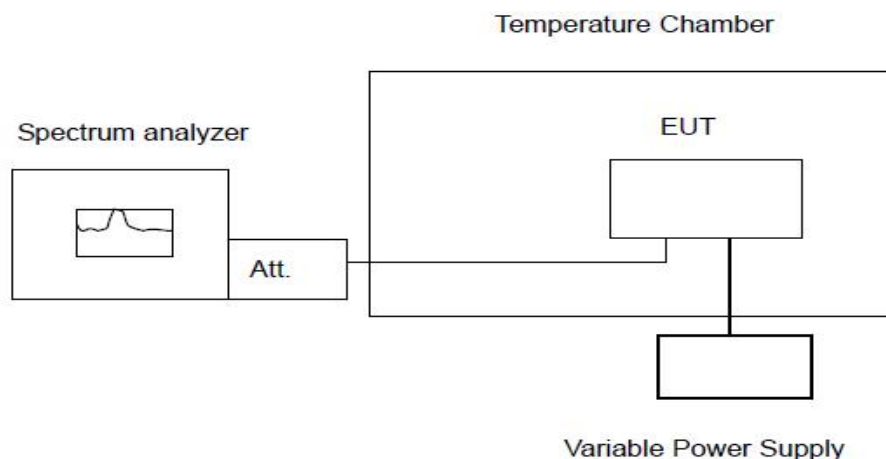 Temperature Chamber
Spectrum analyzer
EUT
Att.
Variable Power Supply